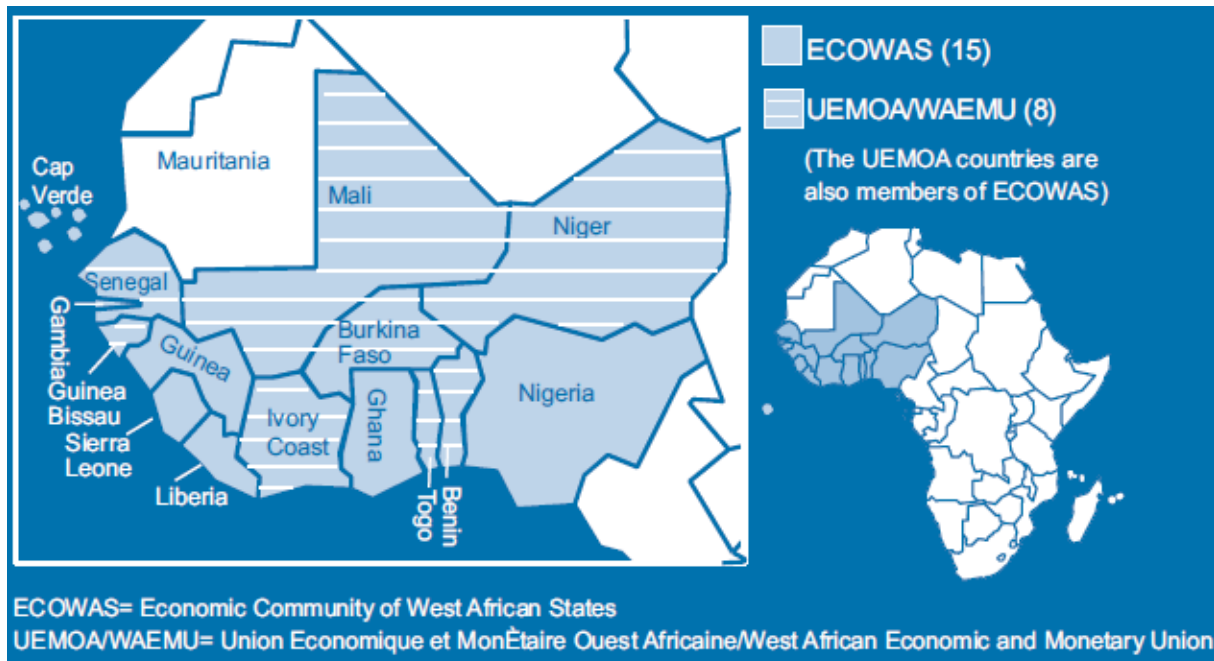 ECOWAS (15)
UEMOA/WAEMU (8)
(The UEMOA countries are
also members of ECOWAS)
Mauritania
Cap
Verde
Mali
Niger
Senegal
Gambia
Burkina
Faso
Guinea
Guinea
Bissau
Nigeria
Ivory
Coast
Ghana
Sierra
Leone
Liberia
Togo
Benin
ECOWAS= Economic Community of West African States
UEMOA/WAEMU= Union Economique et MonÈtaire Ouest Africaine/West African Economic and Monetary Union